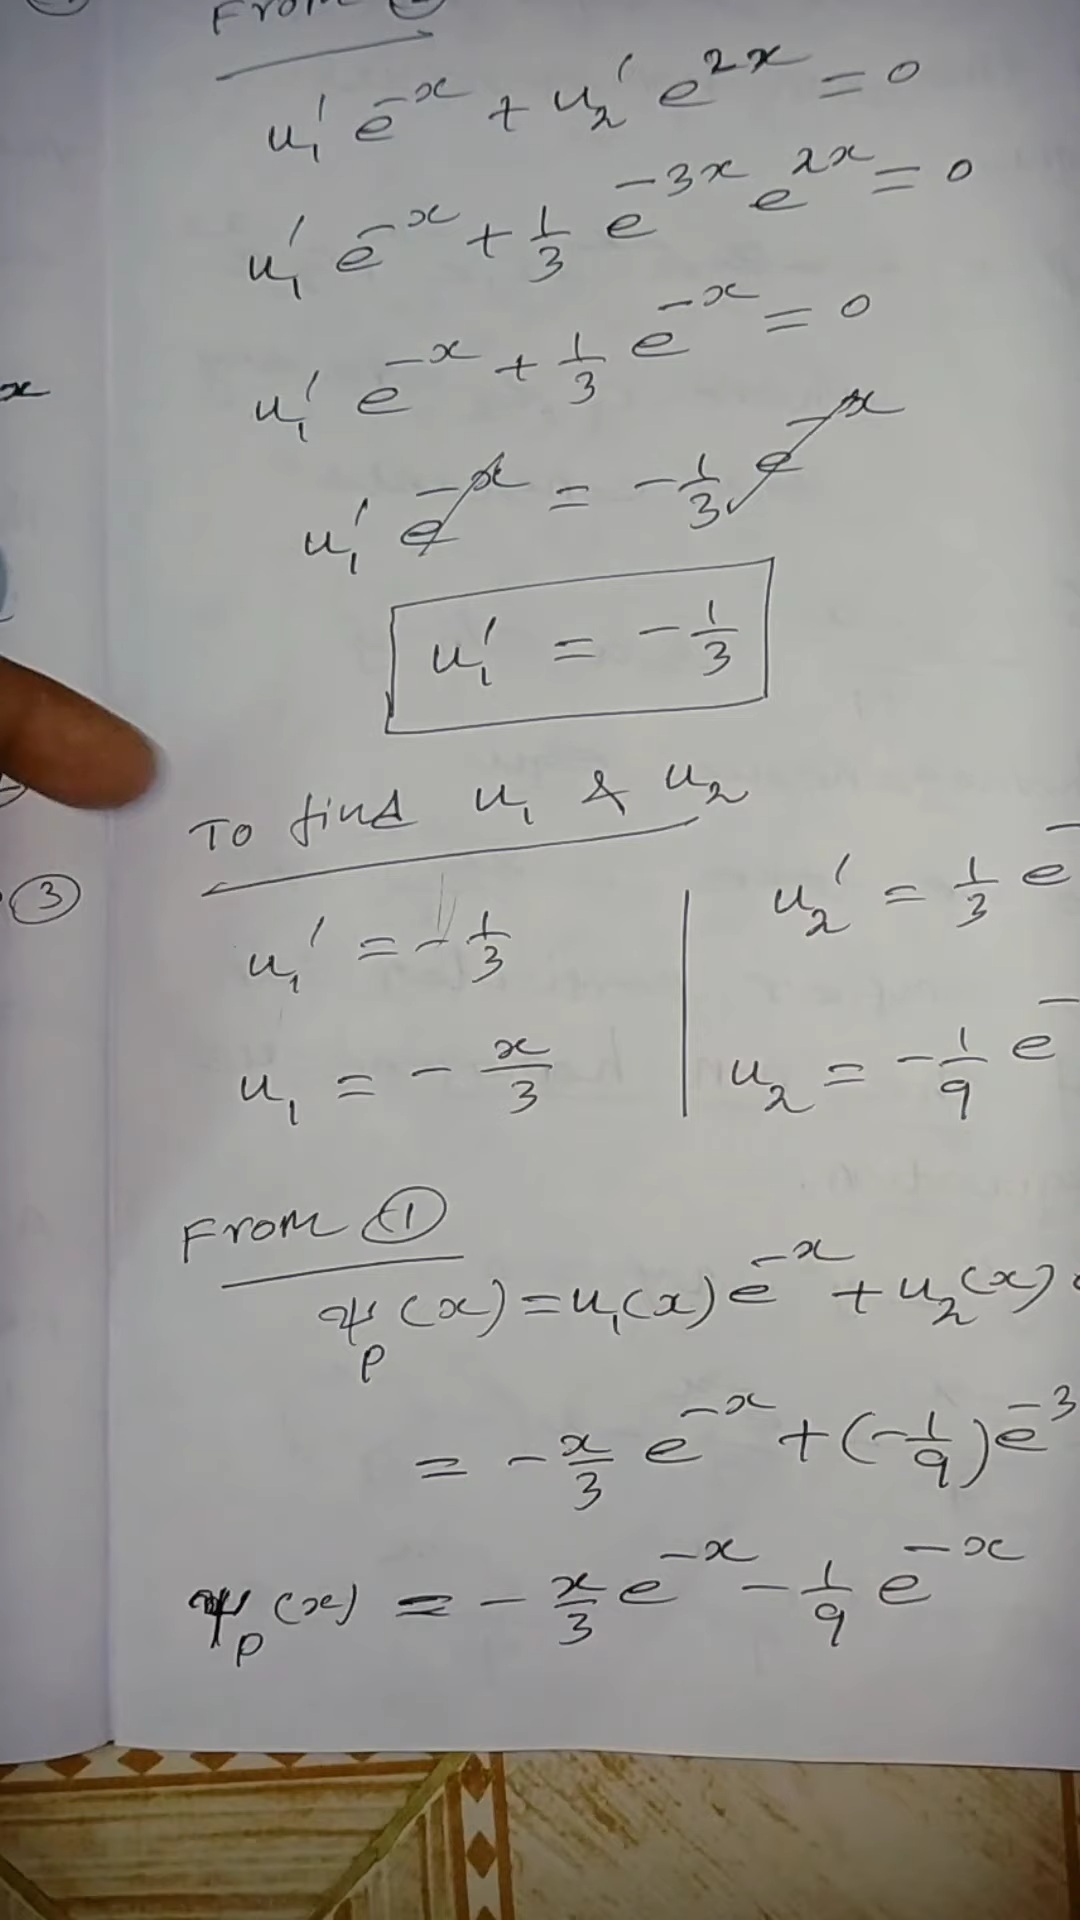 From 2
u₁' e^{-x} + u₂' e^{2x} = 0
u₁' e^{-x} + 1/3 e^{-3x} e^{2x} = 0
u₁' e^{-x} + 1/3 e^{-x} = 0
x
u₁' e^{-x} = -1/3 e^{-x}
u₁' = -1/3
To find u₁ & u₂
③
u₁' = -1/3
u₂' = 1/3 e^{-
u₁ = -x/3
u₂ = -1/9 e^{-
From ①
ψ_p(x) = u₁(x) e^{-x} + u₂(x)
= -x/3 e^{-x} + (-1/9) e^{-3
ψ_p(x) = -x/3 e^{-x} - 1/9 e^{-x}